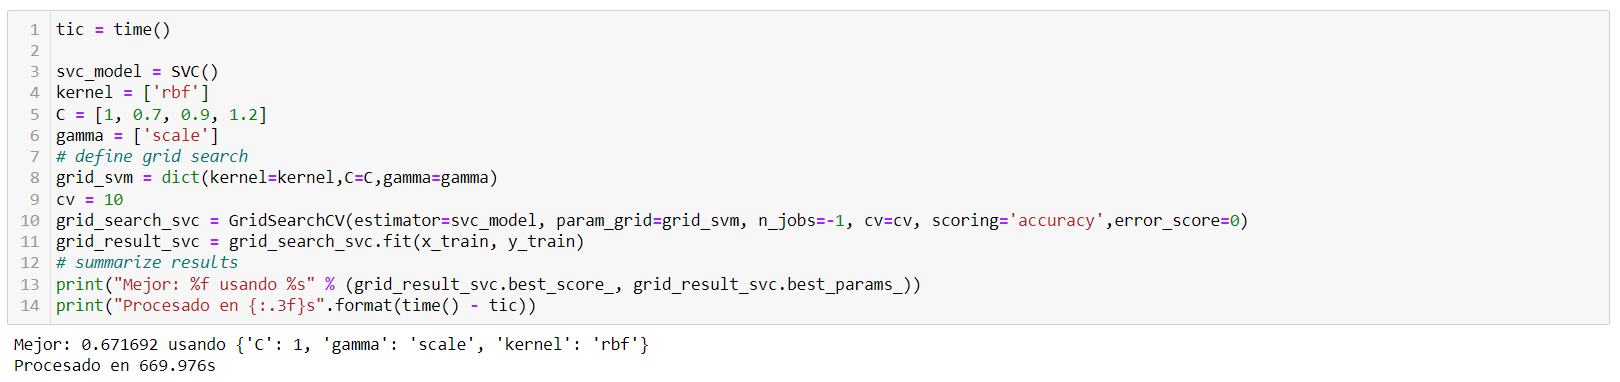 1 tic = time()
2
3 svc_model = SVC()
4 kernel = ['rbf']
5 C = [1, 0.7, 0.9, 1.2]
6 gamma = ['scale']
7 # define grid search
8 grid_svm = dict(kernel=kernel,C=C,gamma=gamma)
9 cv = 10
10 grid_search_svc = GridSearchCV(estimator=svc_model, param_grid=grid_svm, n_jobs=-1, cv=cv, scoring='accuracy',error_score=0)
11 grid_result_svc = grid_search_svc.fit(x_train, y_train)
12 # summarize results
13 print("Mejor: %f usando %s" % (grid_result_svc.best_score_, grid_result_svc.best_params_))
14 print("Procesado en {:.3f}s".format(time() - tic))
Mejor: 0.671692 usando {'C': 1, 'gamma': 'scale', 'kernel': 'rbf'}
Procesado en 669.976s